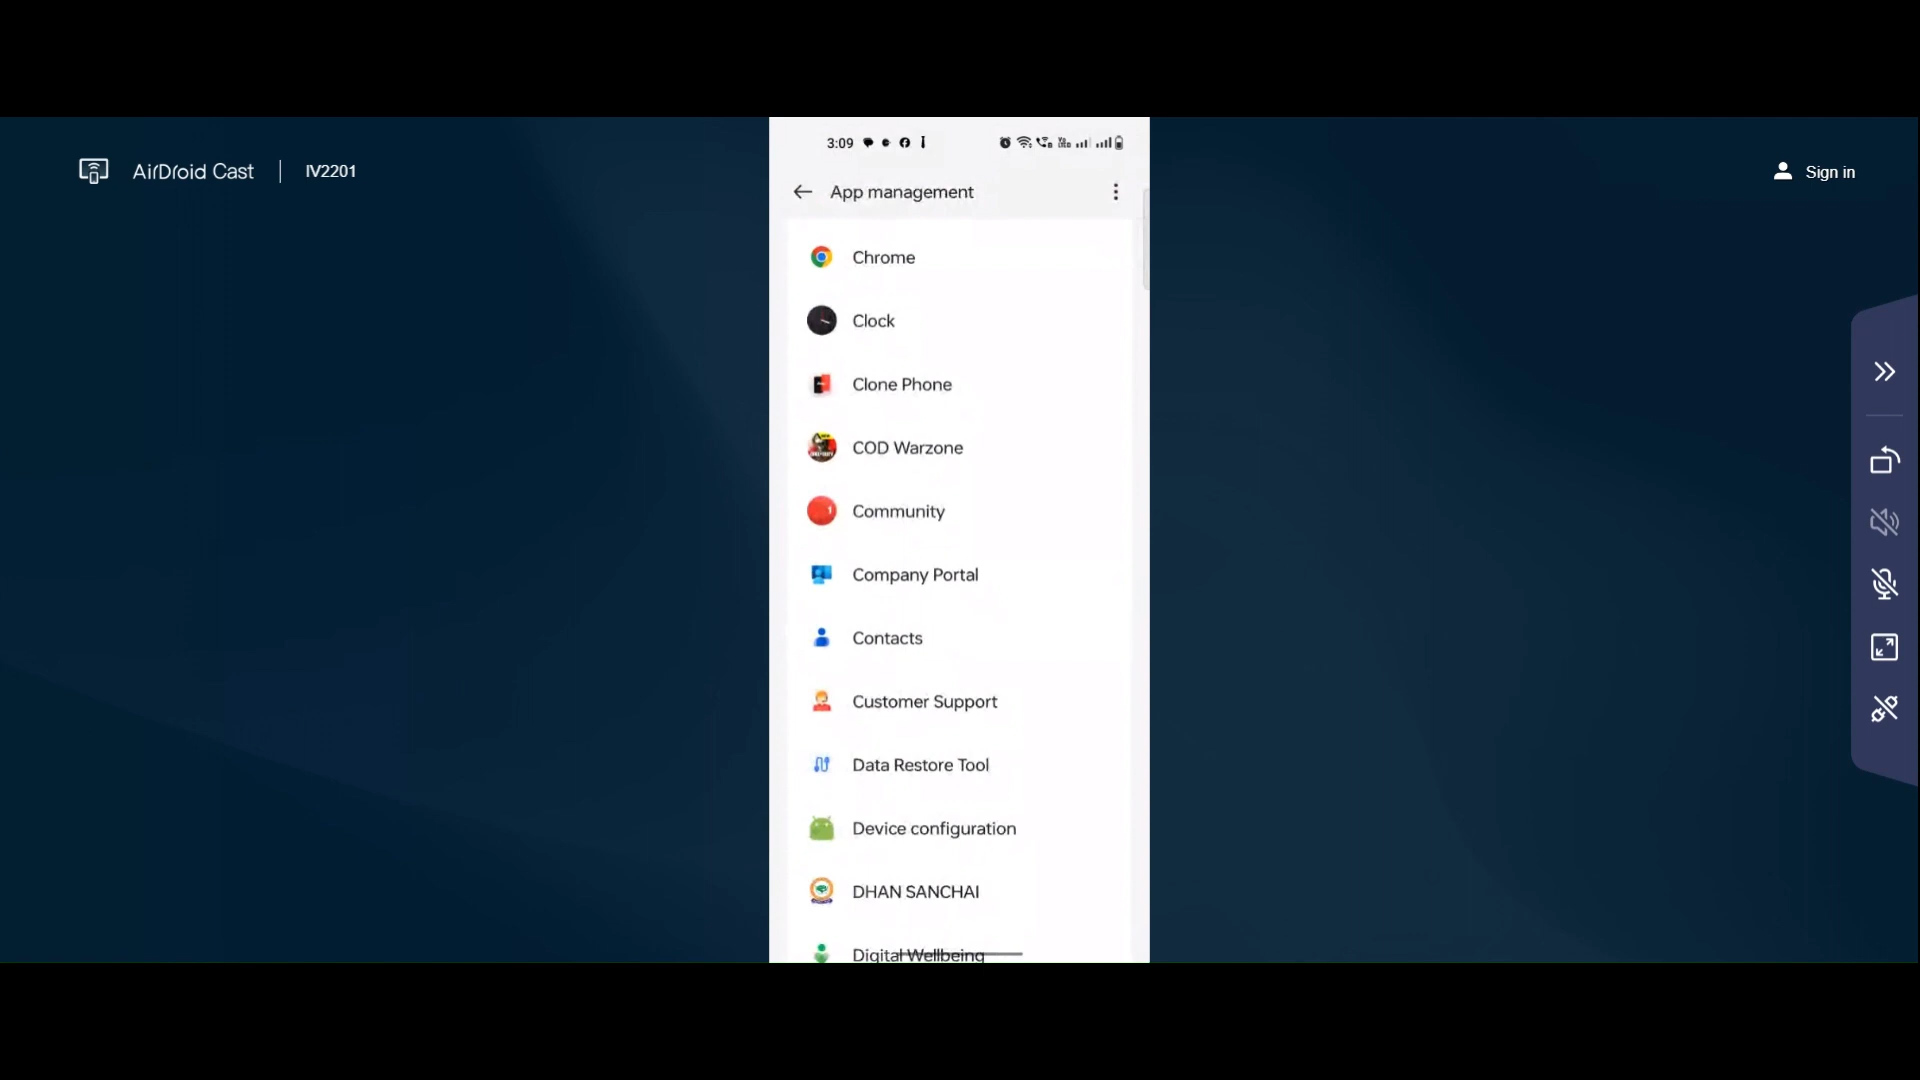 AirDroid Cast
IV2201
Sign in
3:09
App management
Chrome
Clock
Clone Phone
COD Warzone
Community
Company Portal
Contacts
Customer Support
Data Restore Tool
Device configuration
DHAN SANCHAI
Digital Wellbeing